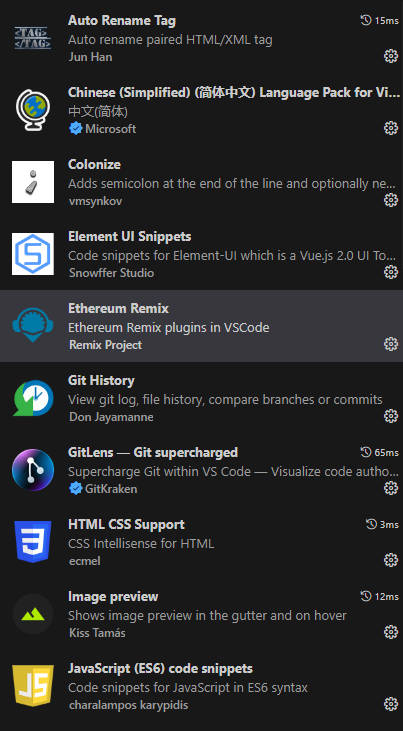 <TAG>
</TAG>
Auto Rename Tag
15ms
Auto rename paired HTML/XML tag
Jun Han
Chinese (Simplified) (简体中文) Language Pack for Vi...
中文(简体)
Microsoft
Colonize
Adds semicolon at the end of the line and optionally ne...
vmsynkov
Element UI Snippets
Code snippets for Element-UI which is a Vue.js 2.0 UI To...
Snowffer Studio
Ethereum Remix
Ethereum Remix plugins in VSCode
Remix Project
Git History
View git log, file history, compare branches or commits
Don Jayamanne
GitLens — Git supercharged
65ms
Supercharge Git within VS Code — Visualize code autho...
GitKraken
HTML CSS Support
3ms
CSS Intellisense for HTML
ecmel
Image preview
12ms
Shows image preview in the gutter and on hover
Kiss Tamás
JS
JavaScript (ES6) code snippets
Code snippets for JavaScript in ES6 syntax
charalampos karypidis